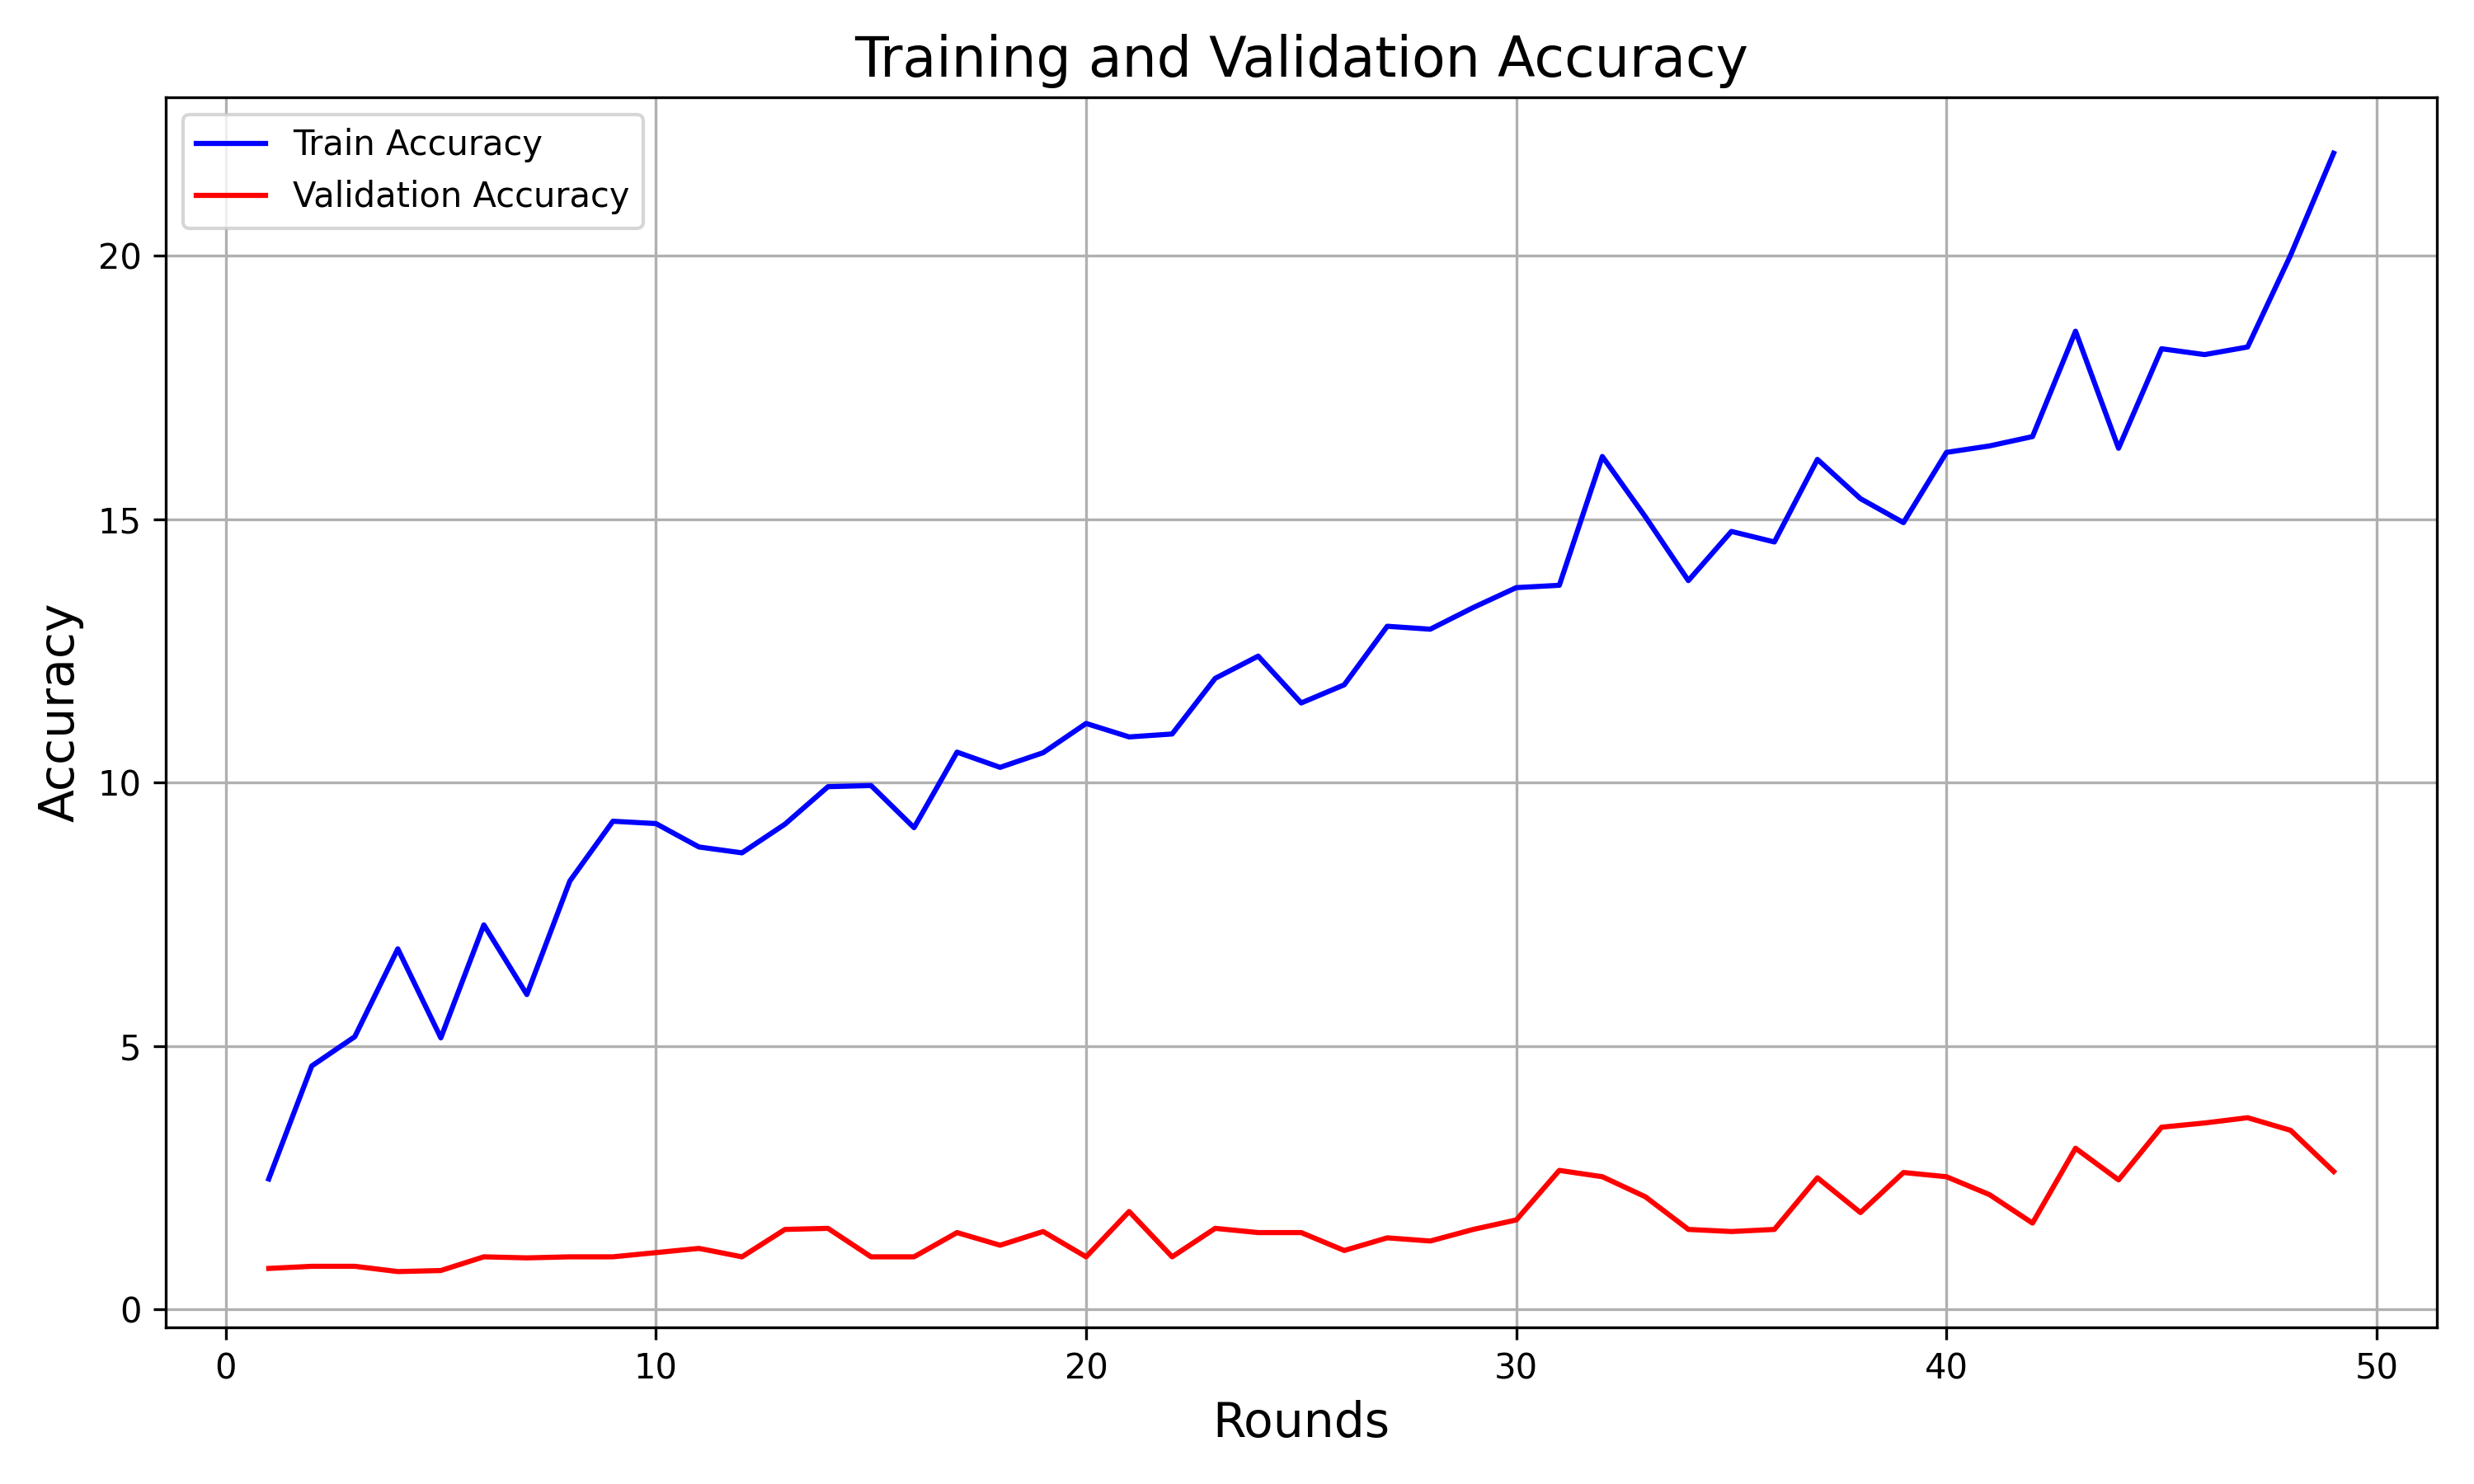 Training and Validation Accuracy
Train Accuracy
Validation Accuracy
20
15
10
5
0
Accuracy
0 10 20 30 40 50
Rounds